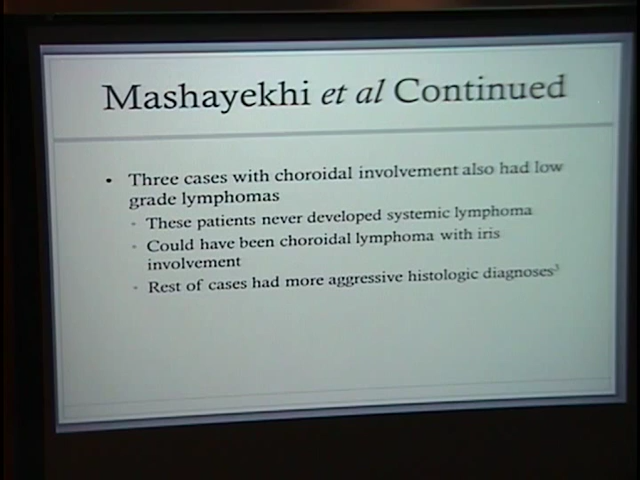 Mashayekhi et al Continued
• Three cases with choroidal involvement also had low
grade lymphomas
• These patients never developed systemic lymphoma
• Could have been choroidal lymphoma with iris
involvement
• Rest of cases had more aggressive histologic diagnoses³